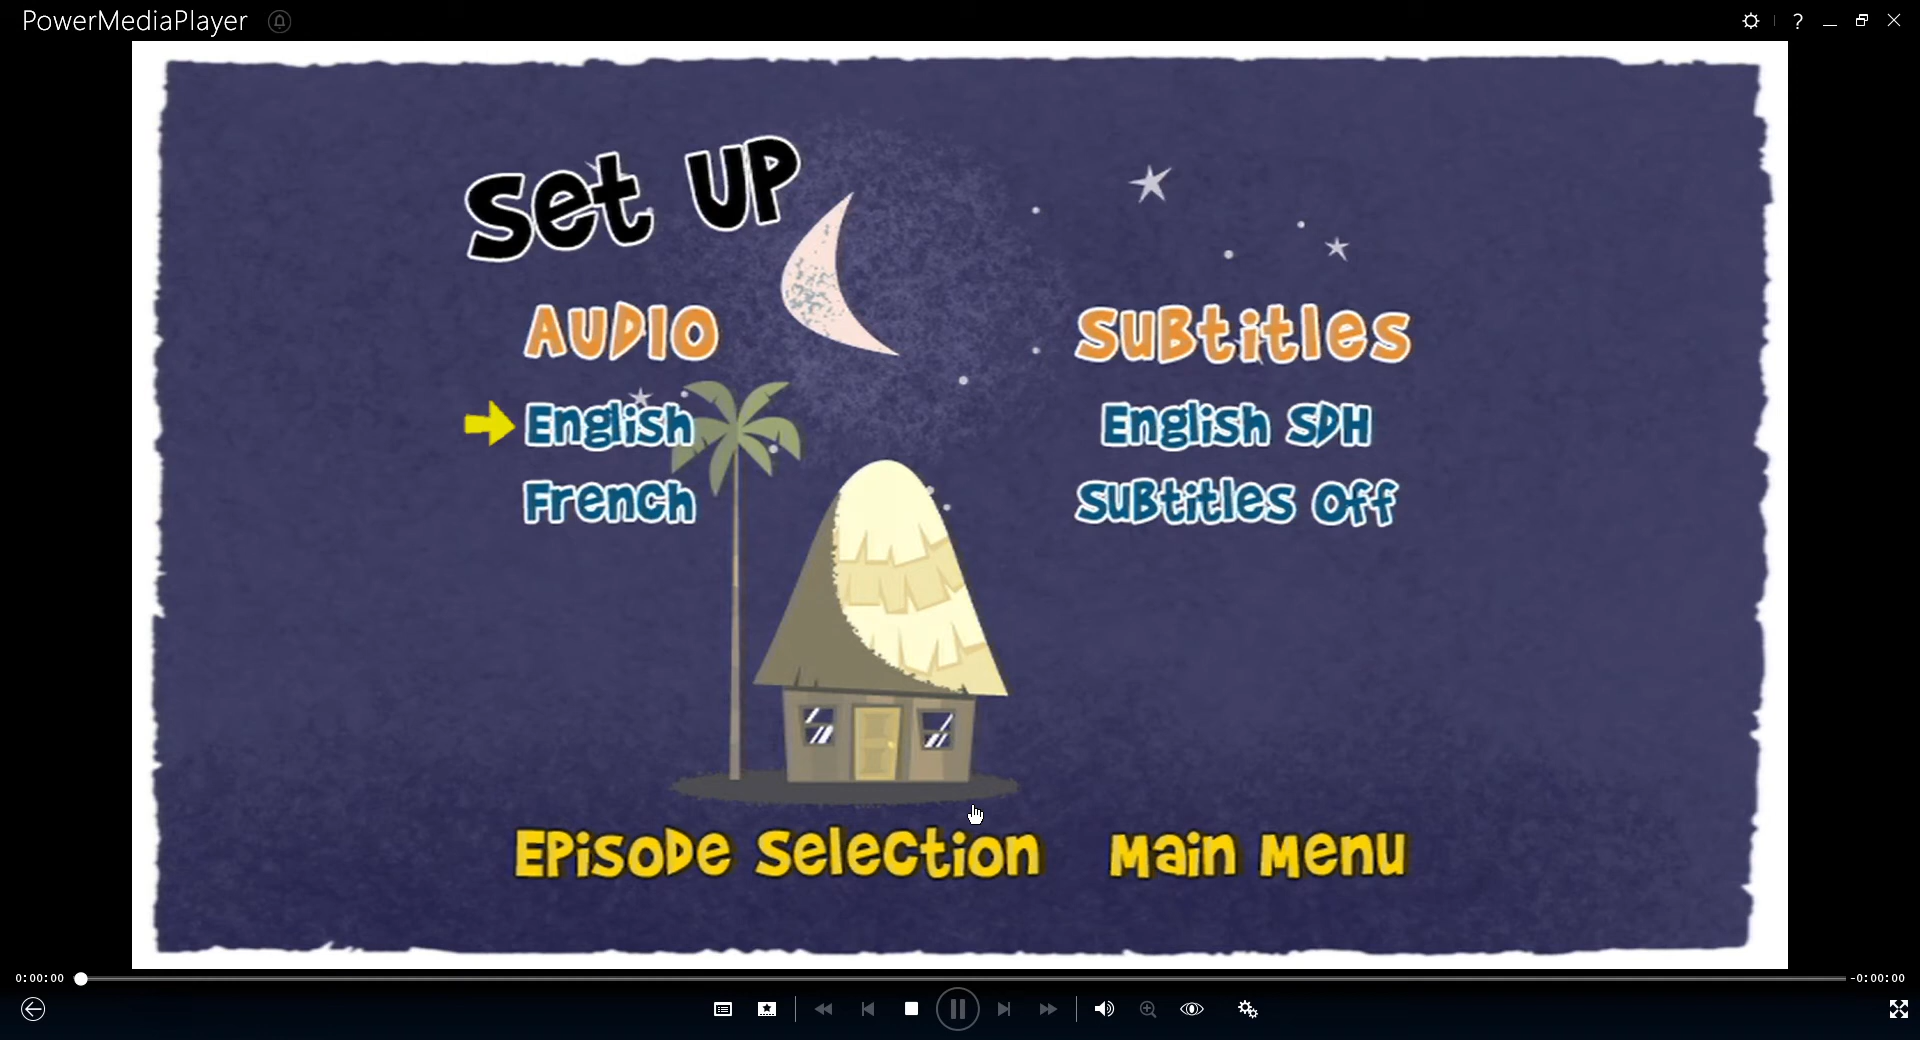 PowerMediaPlayer
?
Set UP
AUDIO
Subtitles
English
English SDH
French
Subtitles Off
Episode Selection
Main Menu
0:00:00
-0:00:00